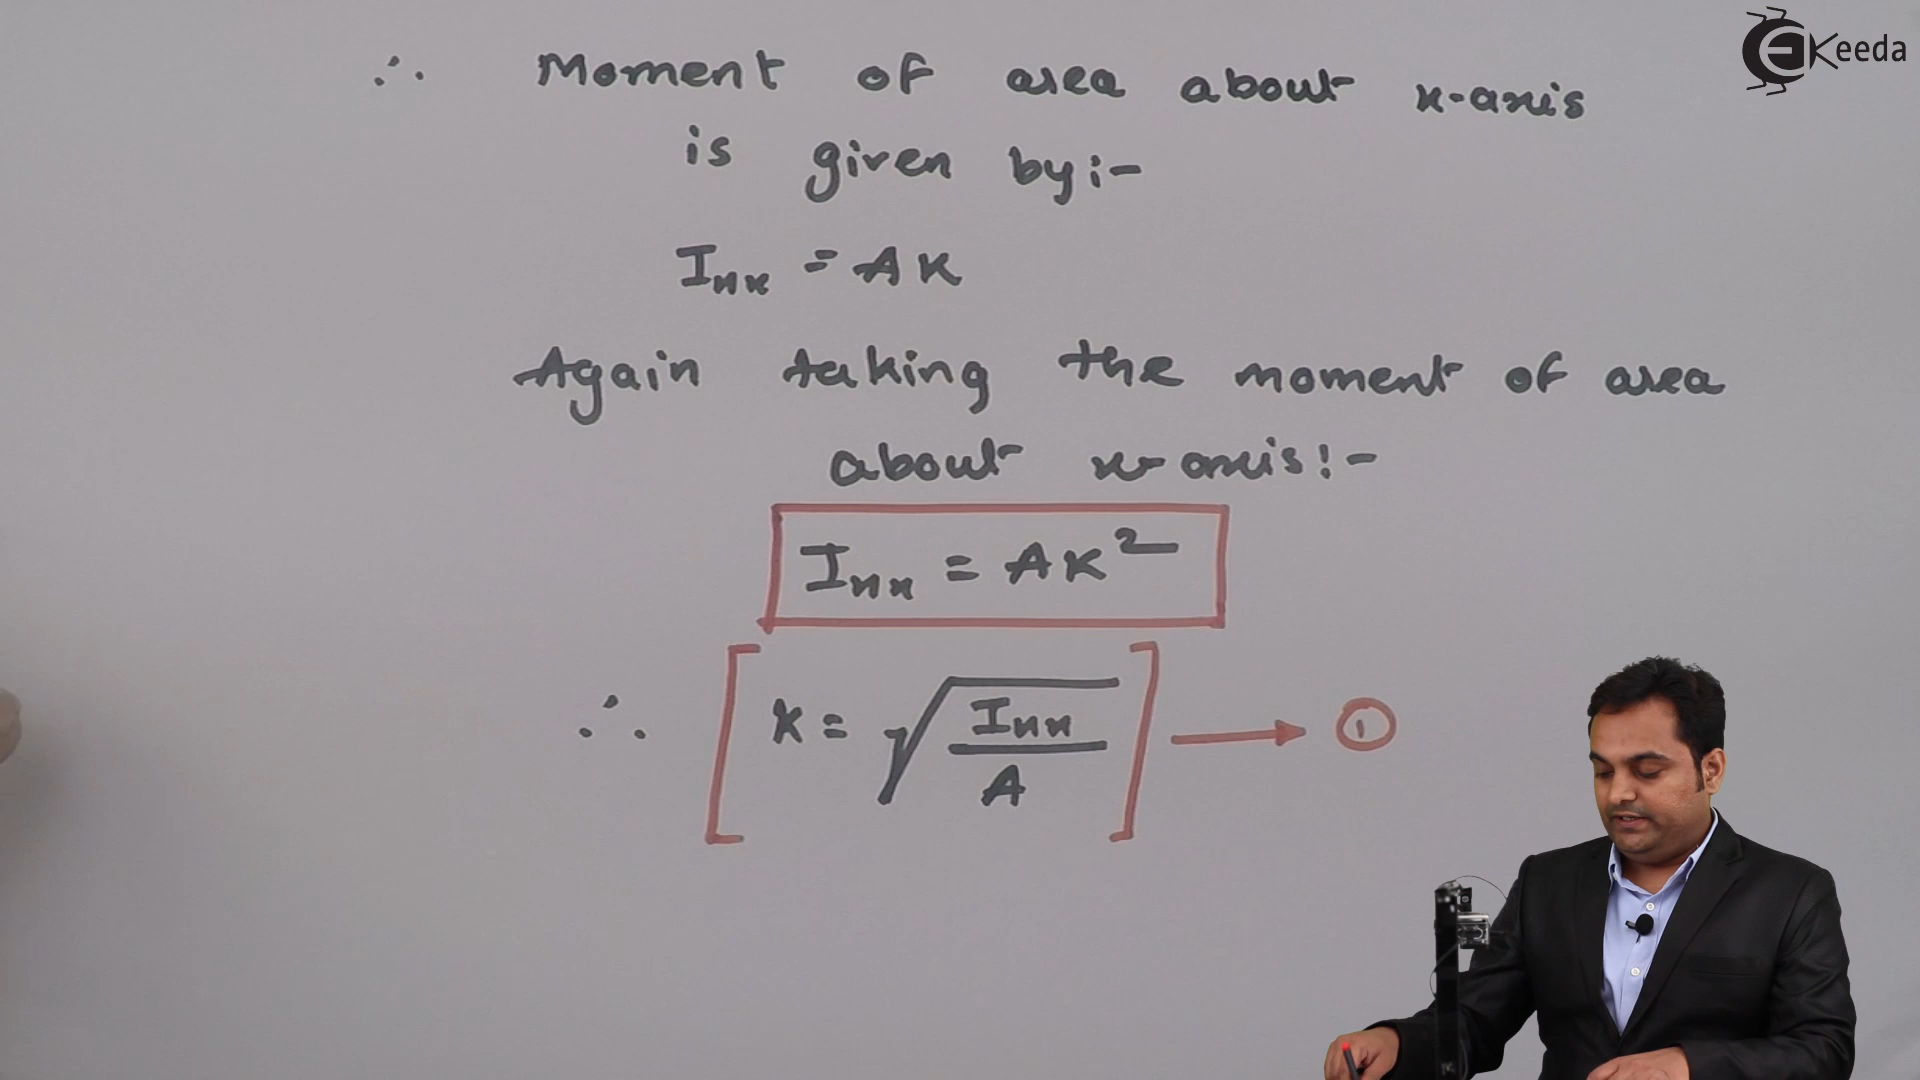 EKeeda
∴ Moment of area about x-axis
is given by:-
Ixx = AK
Again taking the moment of area
about x-axis:-
Ixx = AK²
∴ [K = √(Ixx/A)] → ①